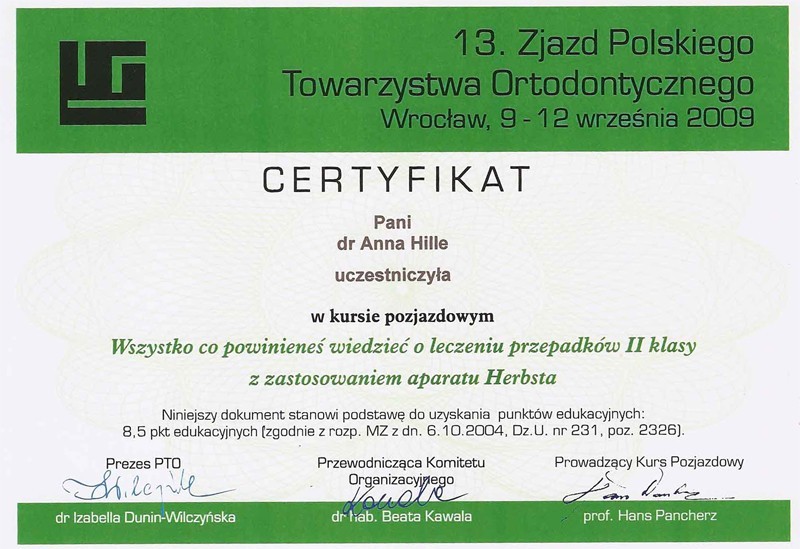 13. Zjazd Polskiego
Towarzystwa Ortodontycznego
Wrocław, 9 - 12 września 2009
CERTYFIKAT
Pani
dr Anna Hille
uczestniczyła
w kursie pozjazdowym
Wszystko co powinieneś wiedzieć o leczeniu przepadków II klasy
z zastosowaniem aparatu Herbsta
Niniejszy dokument stanowi podstawę do uzyskania punktów edukacyjnych:
8,5 pkt edukacyjnych (zgodnie z rozp. MZ z dn. 6.10.2004, Dz.U. nr 231, poz. 2326).
Prezes PTO
dr Izabella Dunin-Wilczyńska
Przewodnicząca Komitetu
Organizacyjnego
dr hab. Beata Kawala
Prowadzący Kurs Pozjazdowy
prof. Hans Pancherz